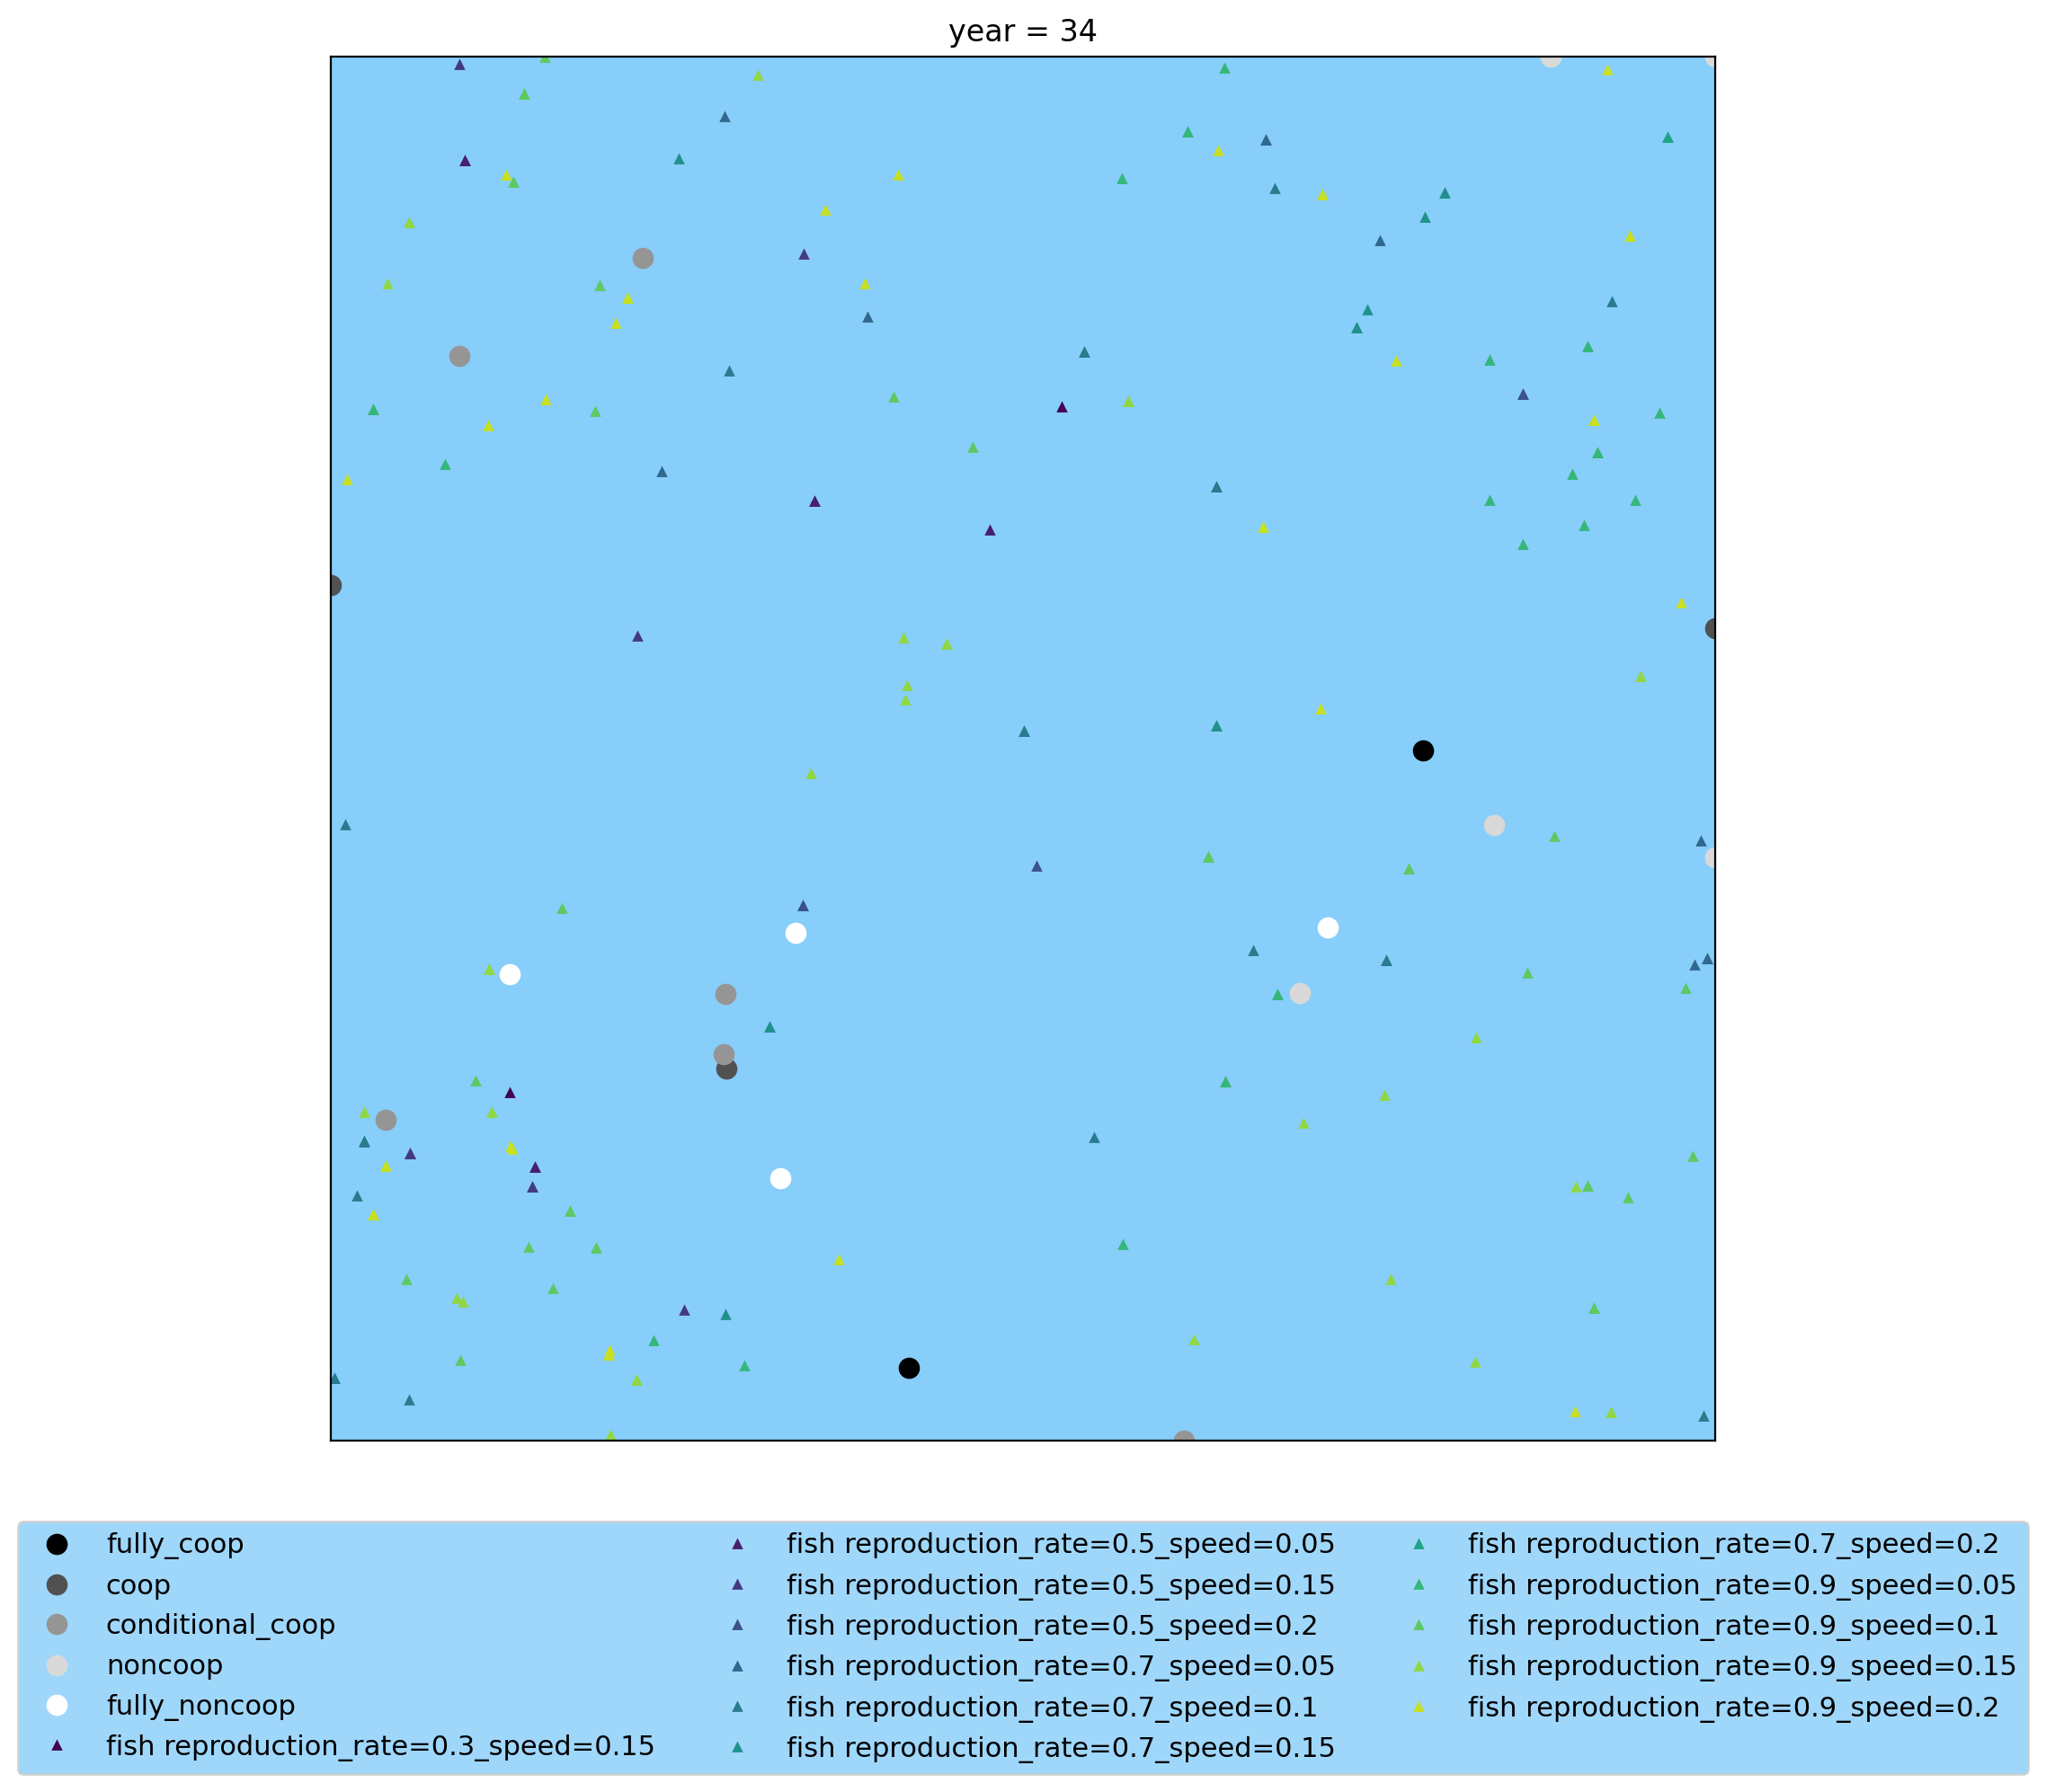 year = 34
fully_coop
coop
conditional_coop
noncoop
fully_noncoop
fish reproduction_rate=0.3_speed=0.15
fish reproduction_rate=0.5_speed=0.05
fish reproduction_rate=0.5_speed=0.15
fish reproduction_rate=0.5_speed=0.2
fish reproduction_rate=0.7_speed=0.05
fish reproduction_rate=0.7_speed=0.1
fish reproduction_rate=0.7_speed=0.15
fish reproduction_rate=0.7_speed=0.2
fish reproduction_rate=0.9_speed=0.05
fish reproduction_rate=0.9_speed=0.1
fish reproduction_rate=0.9_speed=0.15
fish reproduction_rate=0.9_speed=0.2